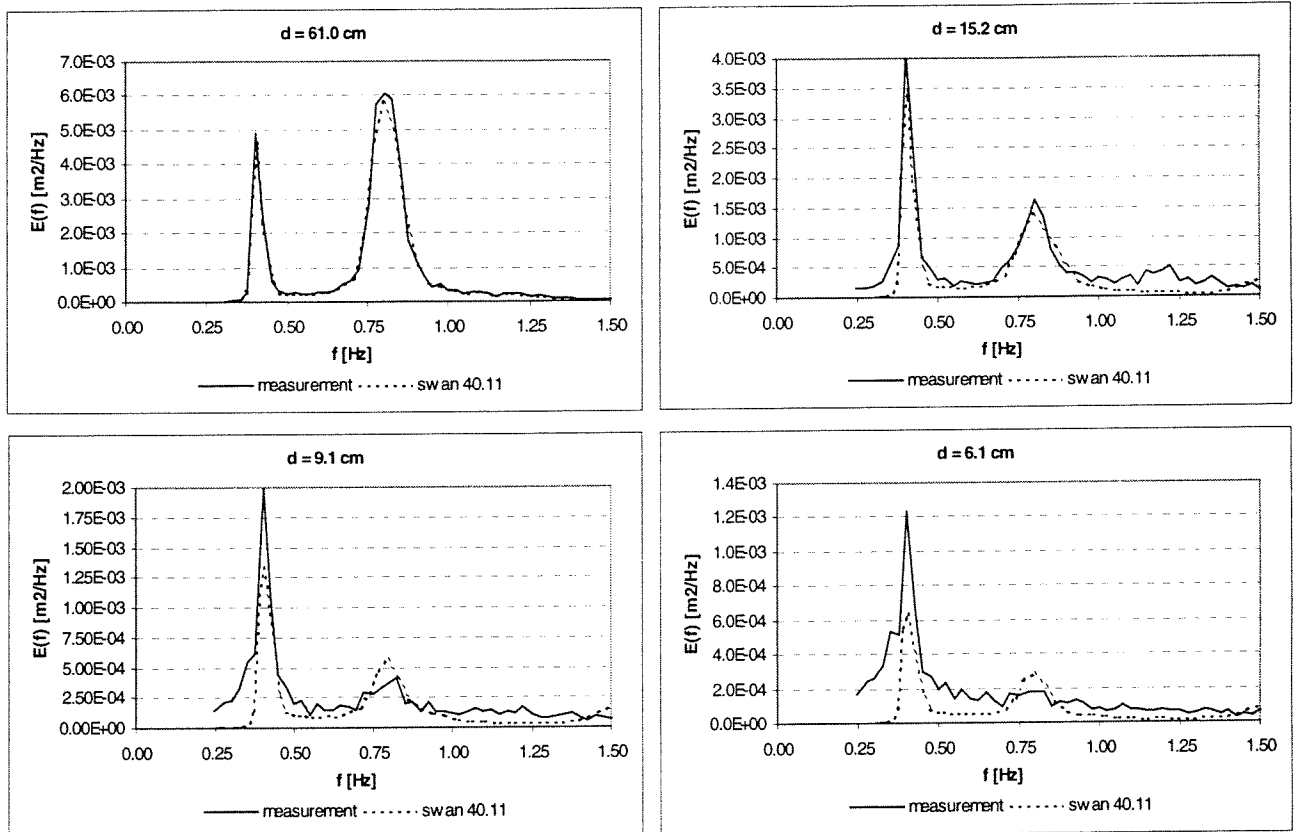 d = 61.0 cm
7.0E-03
6.0E-03
5.0E-03
4.0E-03
3.0E-03
2.0E-03
1.0E-03
0.0E+00
E(f) [m2/Hz]
0.00 0.25 0.50 0.75 1.00 1.25 1.50
f [Hz]
measurement swan 40.11
d = 15.2 cm
4.0E-03
3.5E-03
3.0E-03
2.5E-03
2.0E-03
1.5E-03
1.0E-03
5.0E-04
0.0E+00
E(f) [m2/Hz]
0.00 0.25 0.50 0.75 1.00 1.25 1.50
f [Hz]
measurement swan 40.11
d = 9.1 cm
2.00E-03
1.75E-03
1.50E-03
1.25E-03
1.00E-03
7.50E-04
5.00E-04
2.50E-04
0.00E+00
E(f) [m2/Hz]
0.00 0.25 0.50 0.75 1.00 1.25 1.50
f [Hz]
measurement swan 40.11
d = 6.1 cm
1.4E-03
1.2E-03
1.0E-03
8.0E-04
6.0E-04
4.0E-04
2.0E-04
0.0E+00
E(f) [m2/Hz]
0.00 0.25 0.50 0.75 1.00 1.25 1.50
f [Hz]
measurement swan 40.11